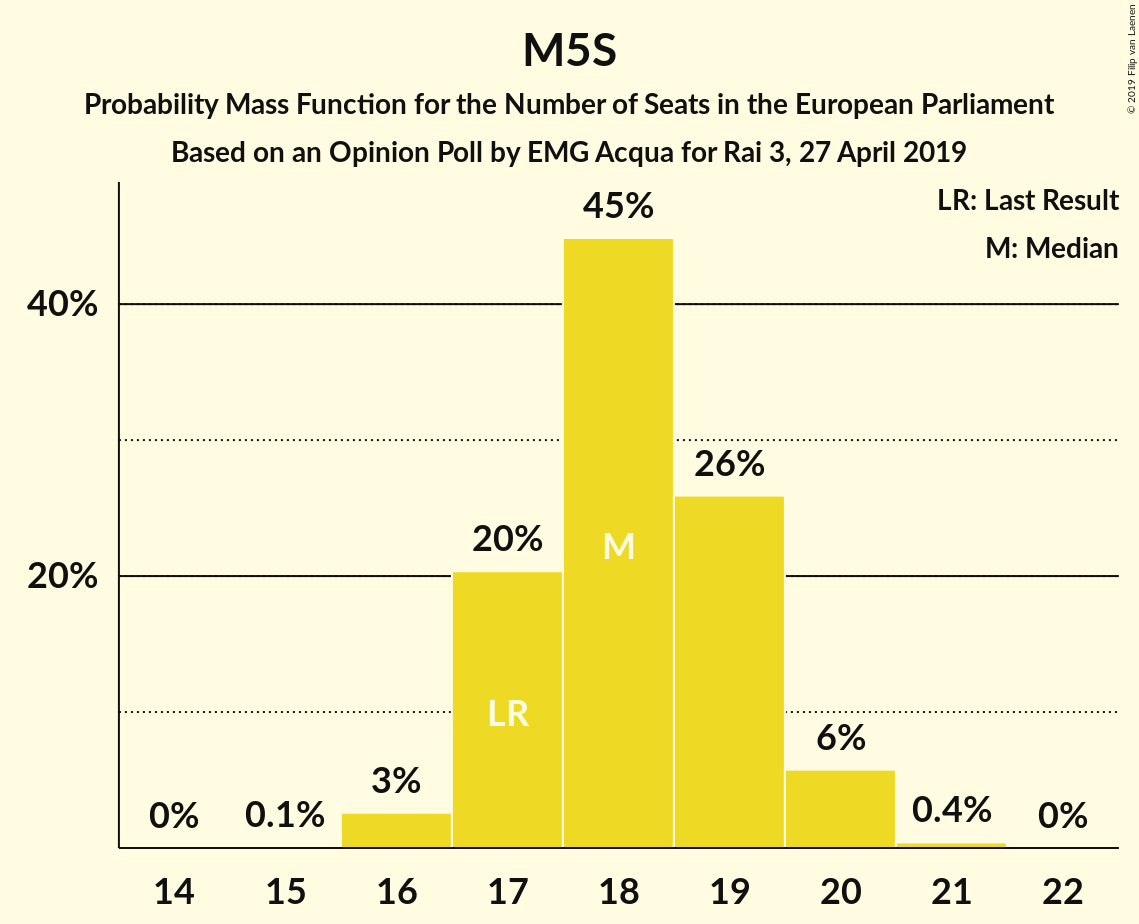 M5S
Probability Mass Function for the Number of Seats in the European Parliament
Based on an Opinion Poll by EMG Acqua for Rai 3, 27 April 2019
© 2019 Filip van Laenen
LR: Last Result
M: Median
45%
40%
26%
20%
M
20%
LR
6%
3%
0%
0.1%
0.4%
0%
14 15 16 17 18 19 20 21 22